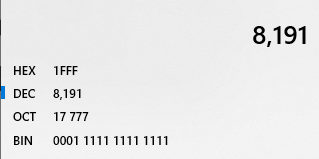 8,191
HEX 1FFF
DEC 8,191
OCT 17 777
BIN 0001 1111 1111 1111